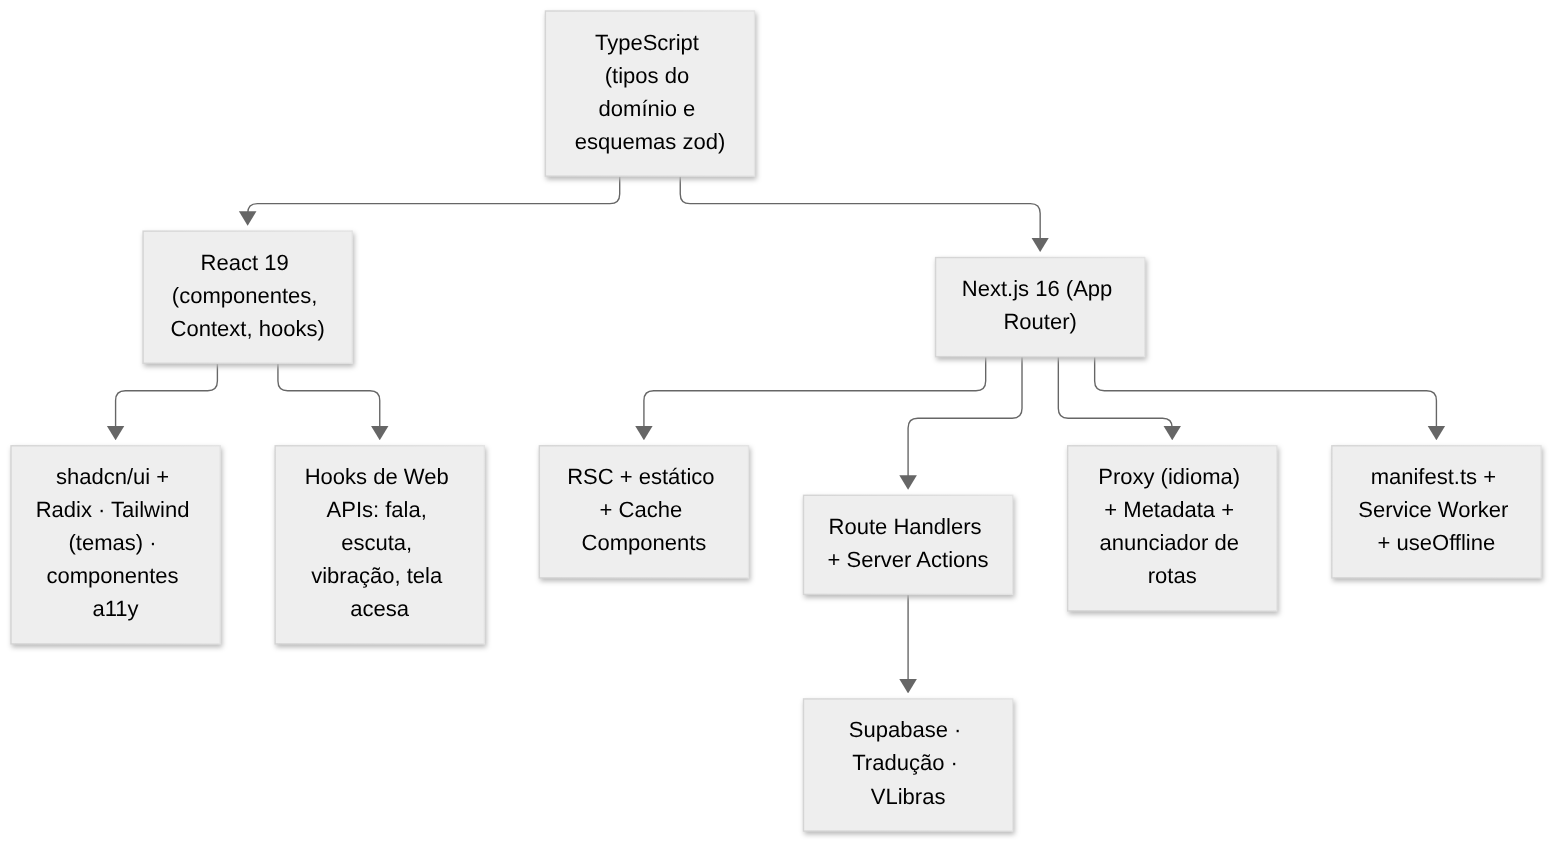 TypeScript
(tipos do
domínio e
esquemas zod)
React 19
(componentes,
Context, hooks)
Next.js 16 (App
Router)
shadcn/ui +
Radix · Tailwind
(temas) ·
componentes
a11y
Hooks de Web
APIs: fala,
escuta,
vibração, tela
acesa
RSC + estático
+ Cache
Components
Route Handlers
+ Server Actions
Proxy (idioma)
+ Metadata +
anunciador de
rotas
manifest.ts +
Service Worker
+ useOffline
Supabase ·
Tradução ·
VLibras